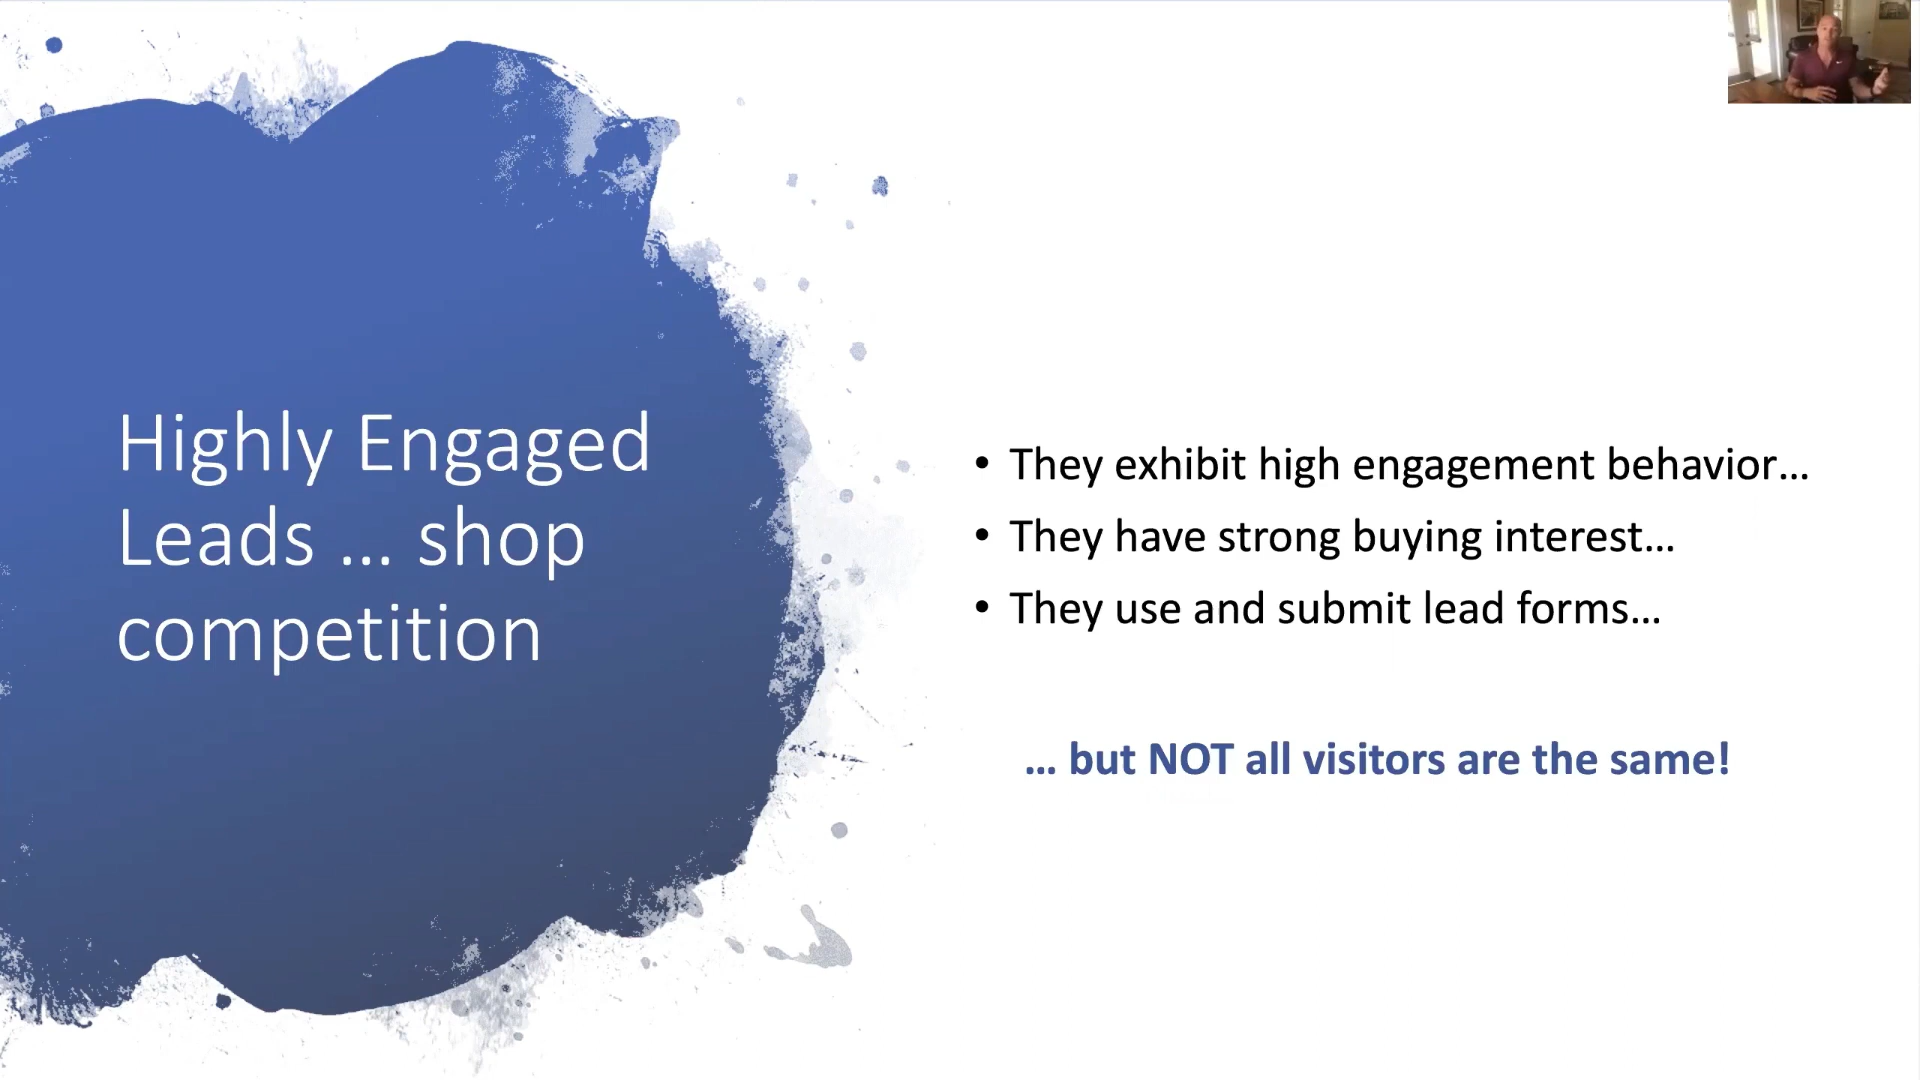 Highly Engaged
Leads … shop
competition
• They exhibit high engagement behavior…
• They have strong buying interest…
• They use and submit lead forms…
… but NOT all visitors are the same!